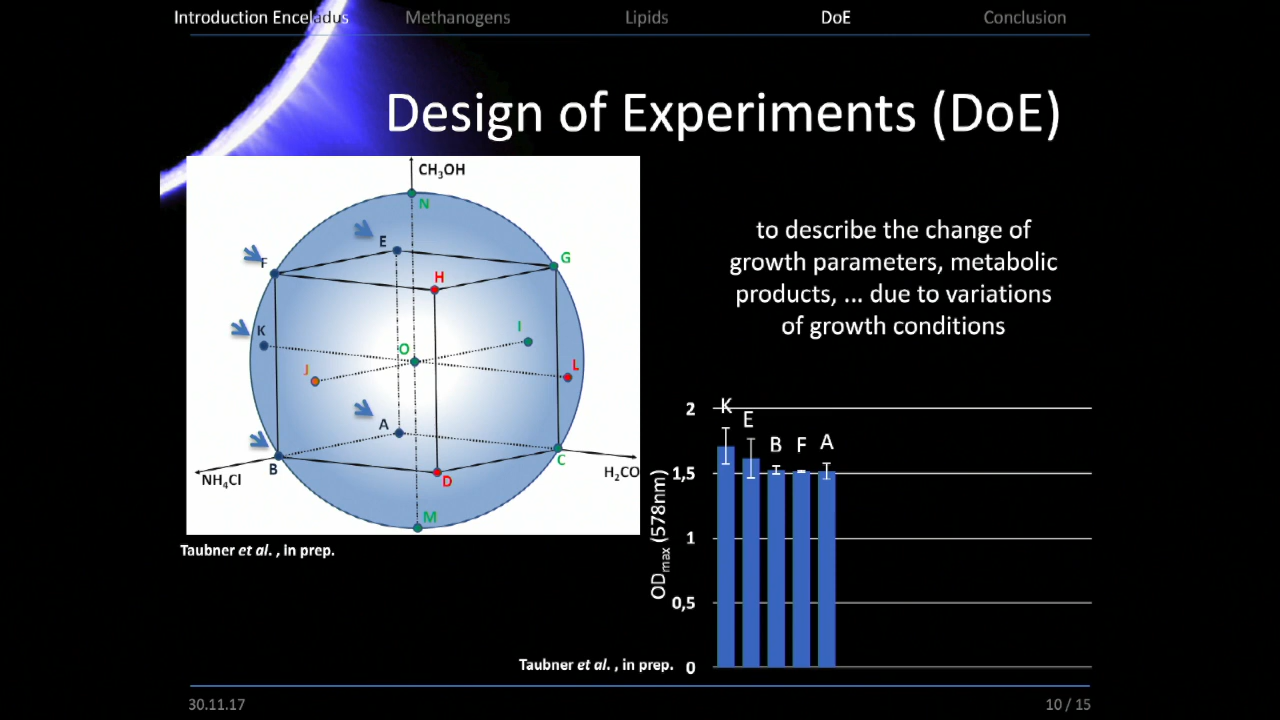 Introduction Enceladus Methanogens Lipids DoE Conclusion
Design of Experiments (DoE)
CH₃OH
N
E
F
G
H
K
I
O
J
L
A
B
C
NH₄Cl
H₂CO
D
M
Taubner et al. , in prep.
to describe the change of
growth parameters, metabolic
products, ... due to variations
of growth conditions
K
E
B F A
2
1,5
1
0,5
0
ODmax (578nm)
Taubner et al. , in prep.
30.11.17
10 / 15